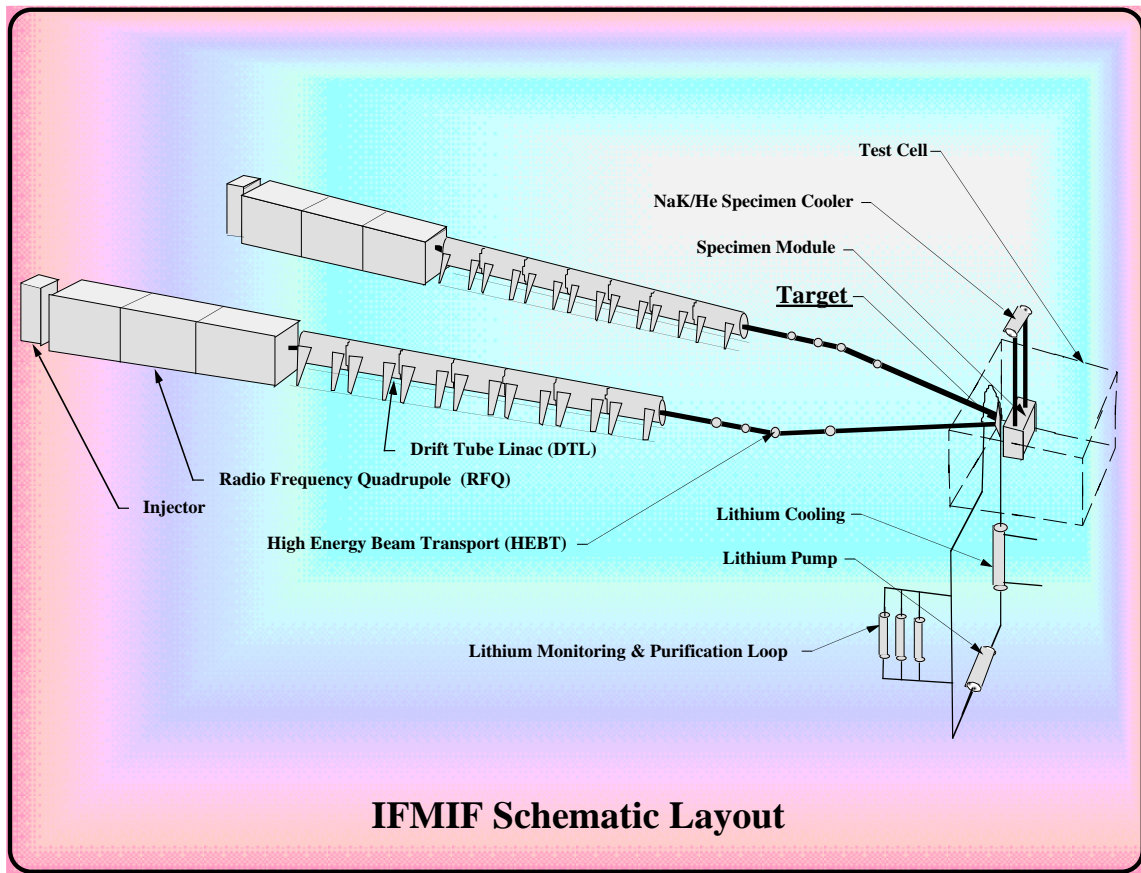 Test Cell
NaK/He Specimen Cooler
Specimen Module
Target
Drift Tube Linac (DTL)
Radio Frequency Quadrupole (RFQ)
Injector
High Energy Beam Transport (HEBT)
Lithium Cooling
Lithium Pump
Lithium Monitoring & Purification Loop
IFMIF Schematic Layout